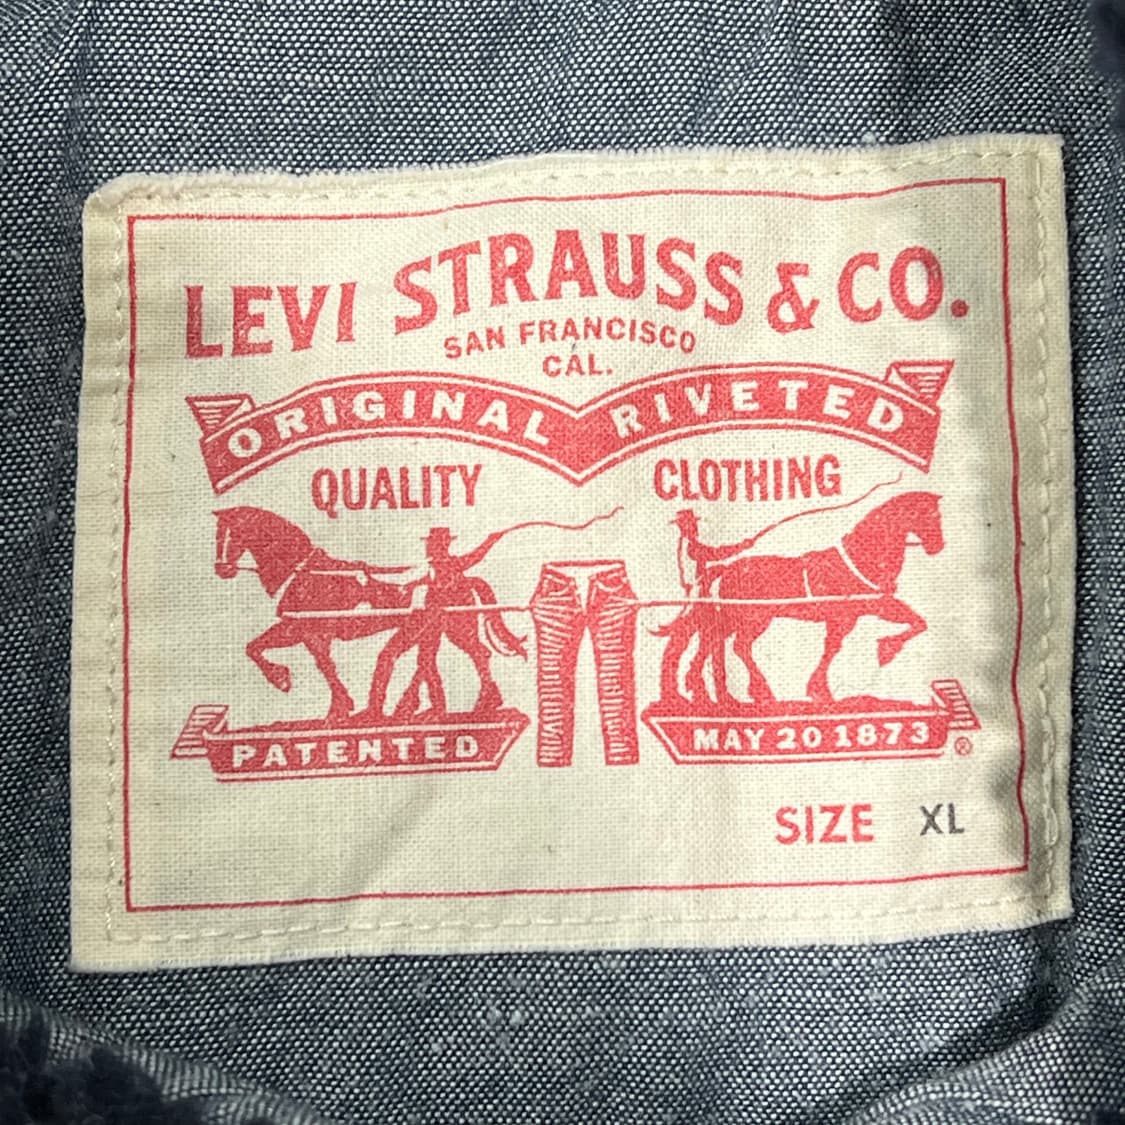 LEVI STRAUSS & CO.
SAN FRANCISCO
CAL.
ORIGINAL RIVETED
QUALITY CLOTHING
PATENTED MAY 20 1873 ®
SIZE XL